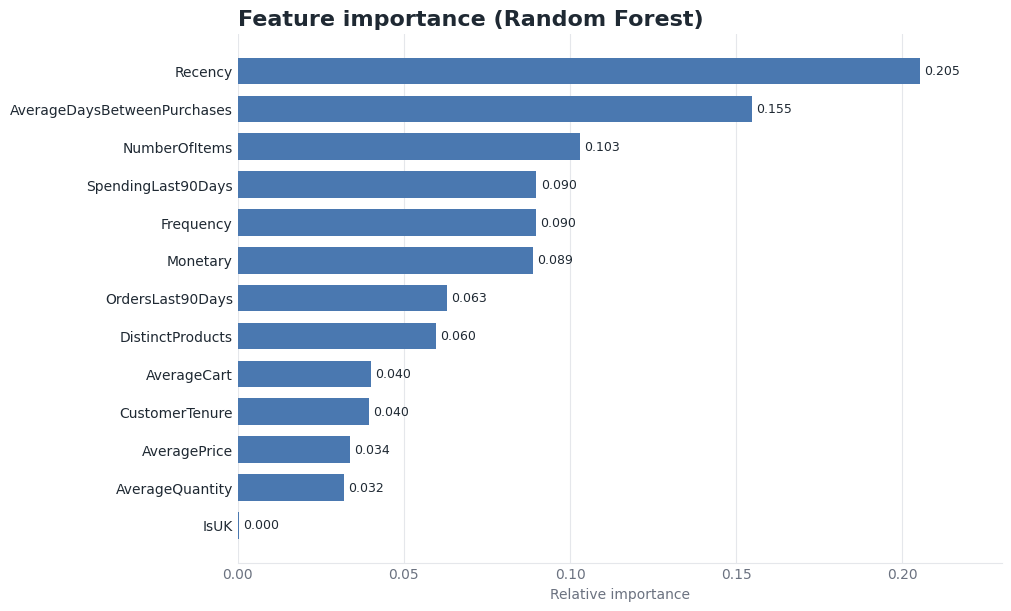 Feature importance (Random Forest)
Recency 0.205
AverageDaysBetweenPurchases 0.155
NumberOfItems 0.103
SpendingLast90Days 0.090
Frequency 0.090
Monetary 0.089
OrdersLast90Days 0.063
DistinctProducts 0.060
AverageCart 0.040
CustomerTenure 0.040
AveragePrice 0.034
AverageQuantity 0.032
IsUK 0.000
0.00 0.05 0.10 0.15 0.20
Relative importance